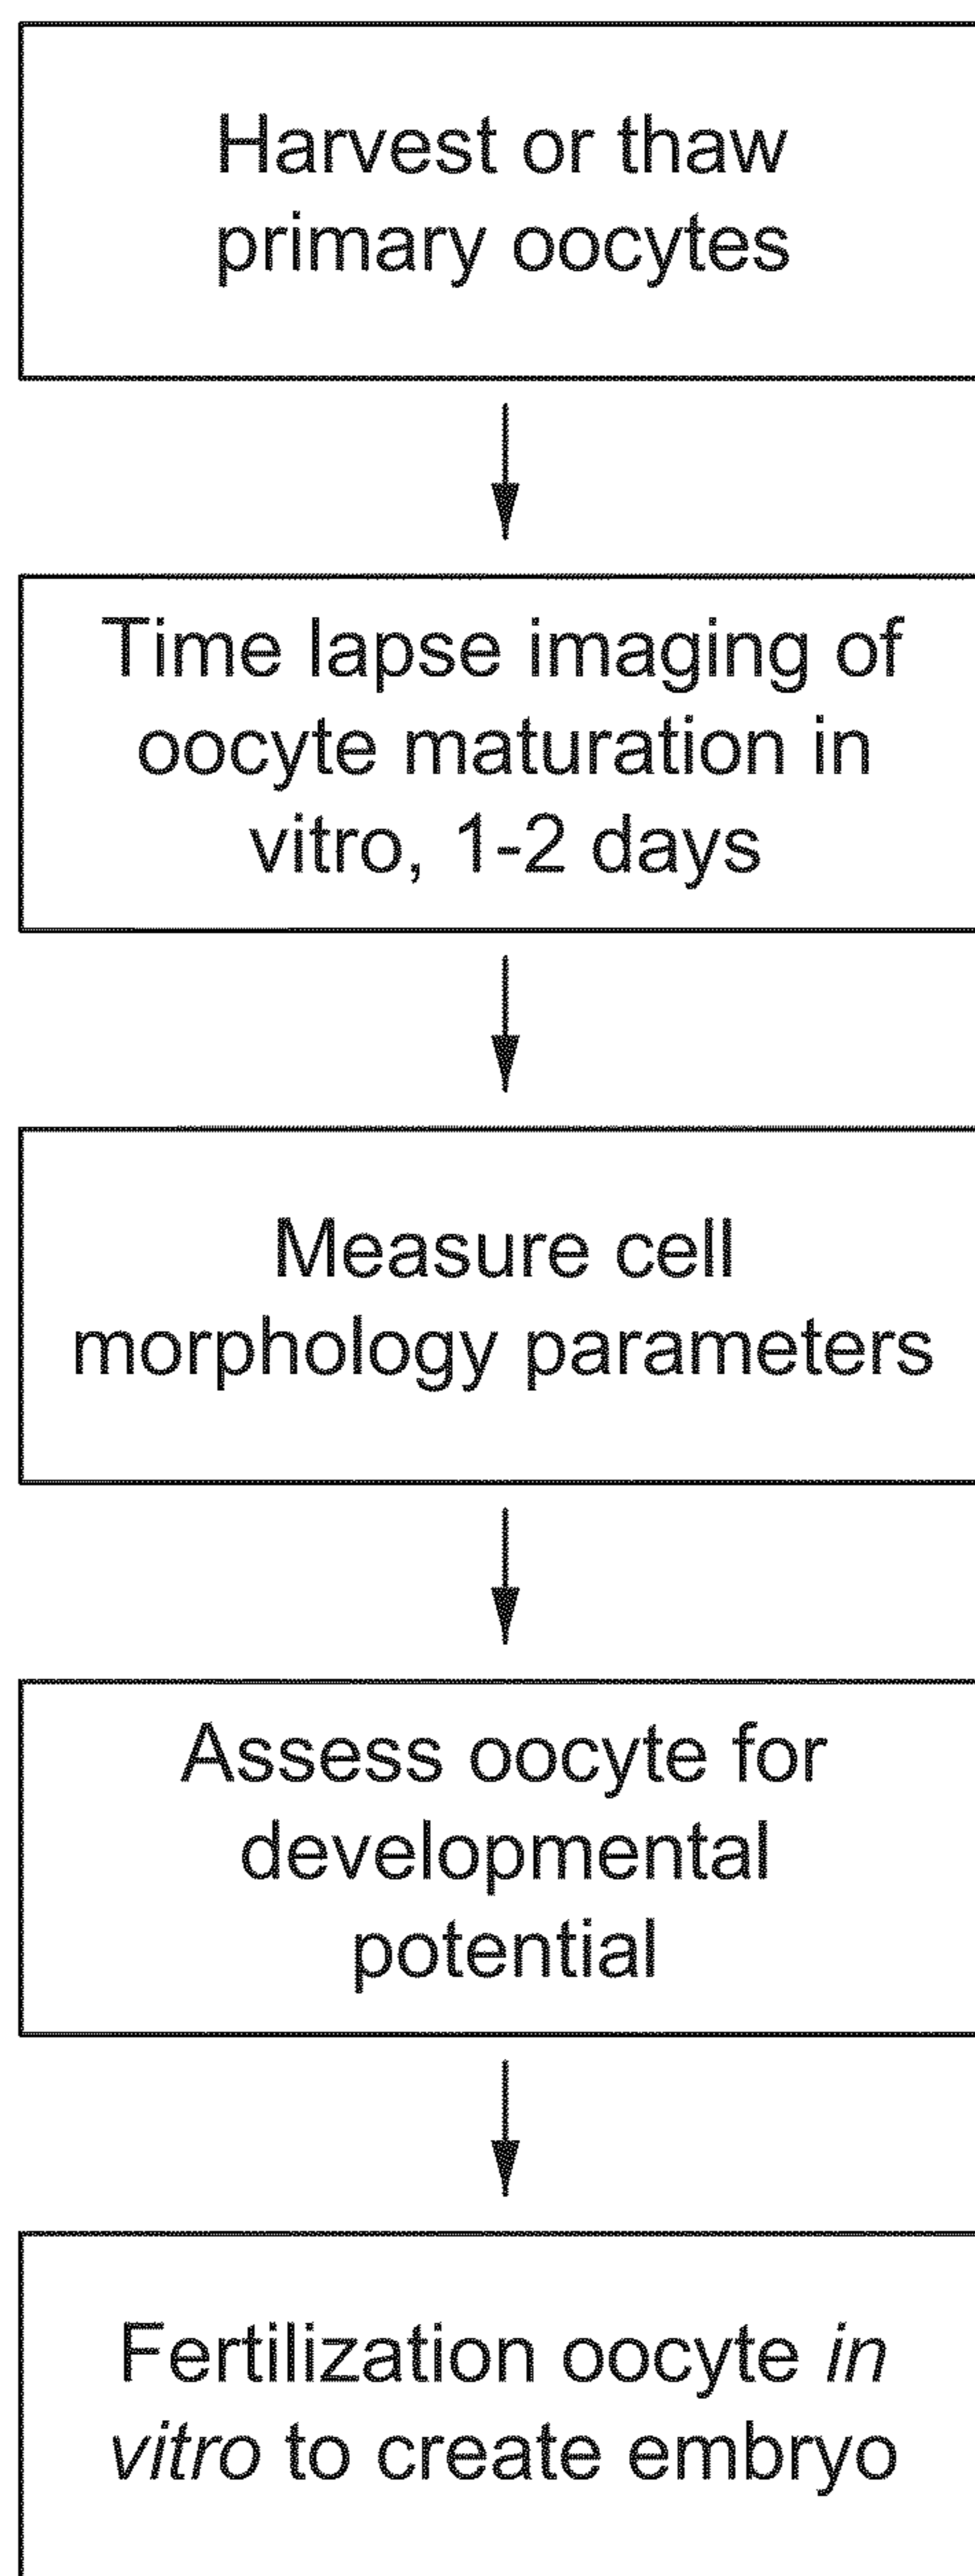 Harvest or thaw
primary oocytes
Time lapse imaging of
oocyte maturation in
vitro, 1-2 days
Measure cell
morphology parameters
Assess oocyte for
developmental
potential
Fertilization oocyte in
vitro to create embryo